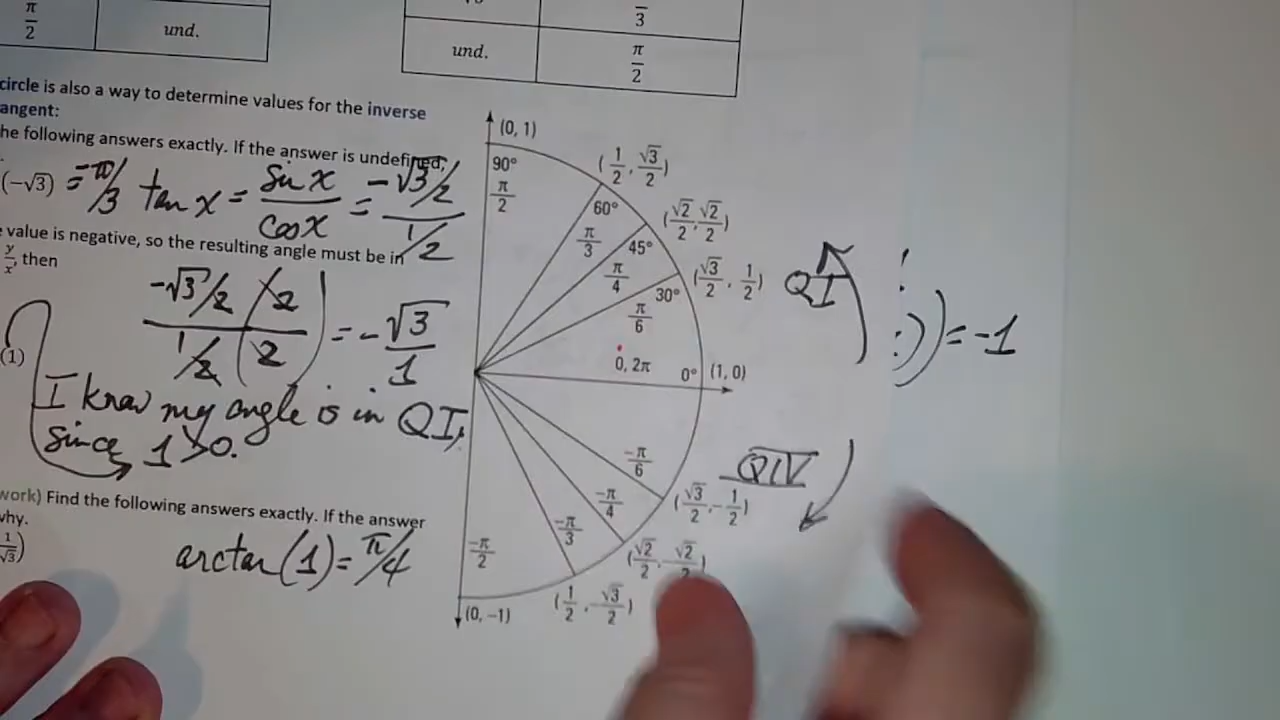 π/2 und.
3
und. π/2
circle is also a way to determine values for the inverse
angent:
he following answers exactly. If the answer is undefined,
(-√3) = -π/3 tan x = sin x / cos x = (-√3/2) / (1/2)
value is negative, so the resulting angle must be in
y/x, then
(-√3/2)(2) / (1/2)(2) = -√3/1
(1)
I know my angle is in QI,
since 1>0.
work) Find the following answers exactly. If the answer
why.
1/√3)
arctan(1) = π/4
(0, 1)
90° π/2
(1/2, √3/2)
60° π/3
(√2/2, √2/2)
45° π/4
(√3/2, 1/2)
30° π/6
QI
0, 2π 0° (1, 0)
-π/6
(√3/2, -1/2)
QIV
-π/4
(√2/2, -√2/2)
-π/3
(1/2, -√3/2)
-π/2
(0, -1)
= -1